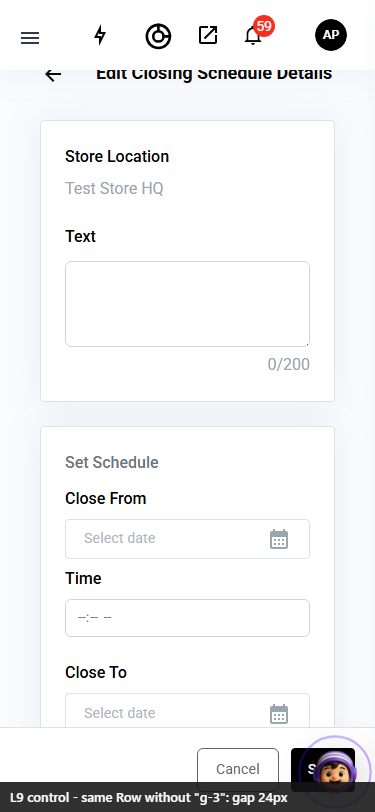 59
AP
Edit Closing Schedule Details
Store Location
Test Store HQ
Text
0/200
Set Schedule
Close From
Select date
Time
--:-- --
Close To
Select date
Cancel
L9 control - same Row without "g-3": gap 24px